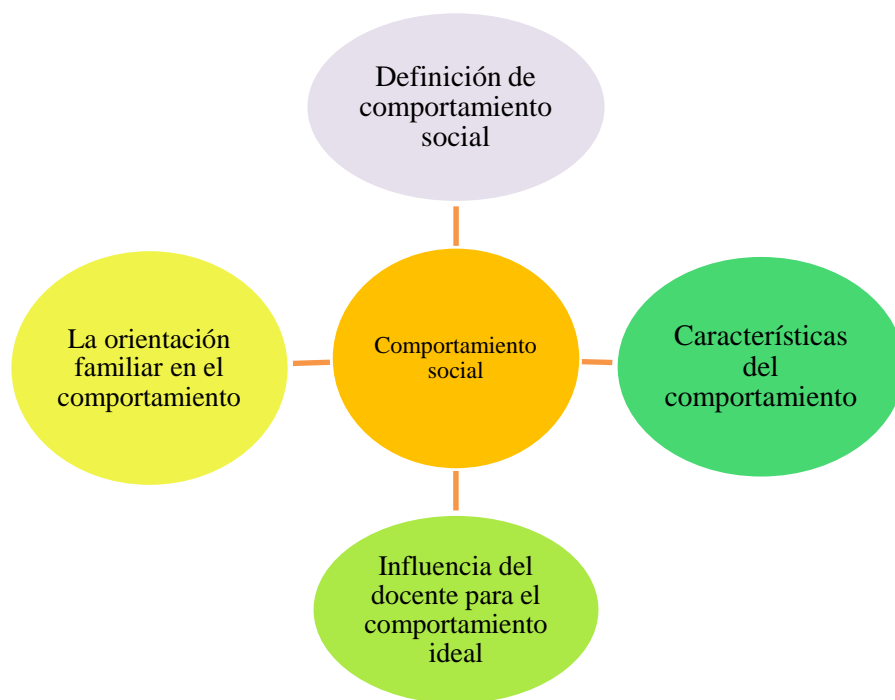 Definición de
comportamiento
social
La orientación
familiar en el
comportamiento
Comportamiento
social
Características
del
comportamiento
Influencia del
docente para el
comportamiento
ideal